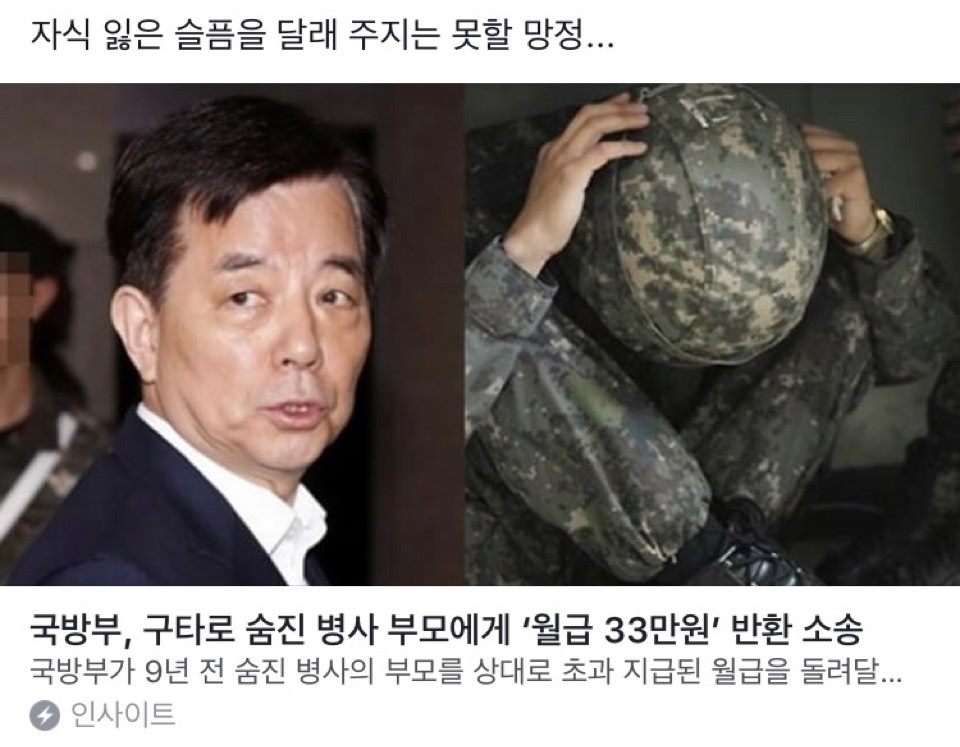 자식 잃은 슬픔을 달래 주지는 못할 망정...
국방부, 구타로 숨진 병사 부모에게 ‘월급 33만원’ 반환 소송
국방부가 9년 전 숨진 병사의 부모를 상대로 초과 지급된 월급을 돌려달...
인사이트